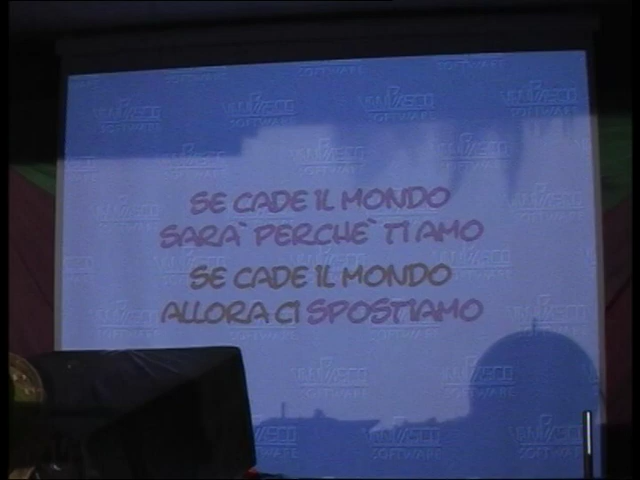 SE CADE IL MONDO
SARA` PERCHE` TI AMO
SE CADE IL MONDO
ALLORA CI SPOSTIAMO